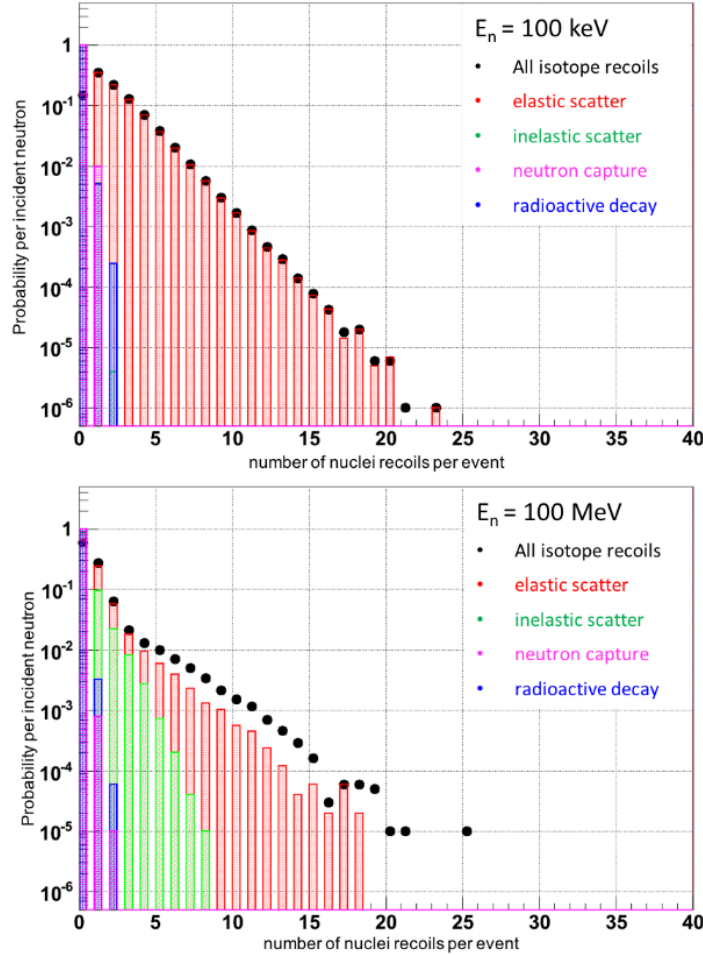 E_n = 100 keV
All isotope recoils
elastic scatter
inelastic scatter
neutron capture
radioactive decay
Probability per incident neutron
1
10^-1
10^-2
10^-3
10^-4
10^-5
10^-6
0 5 10 15 20 25 30 35 40
number of nuclei recoils per event
E_n = 100 MeV
All isotope recoils
elastic scatter
inelastic scatter
neutron capture
radioactive decay
Probability per incident neutron
1
10^-1
10^-2
10^-3
10^-4
10^-5
10^-6
0 5 10 15 20 25 30 35 40
number of nuclei recoils per event